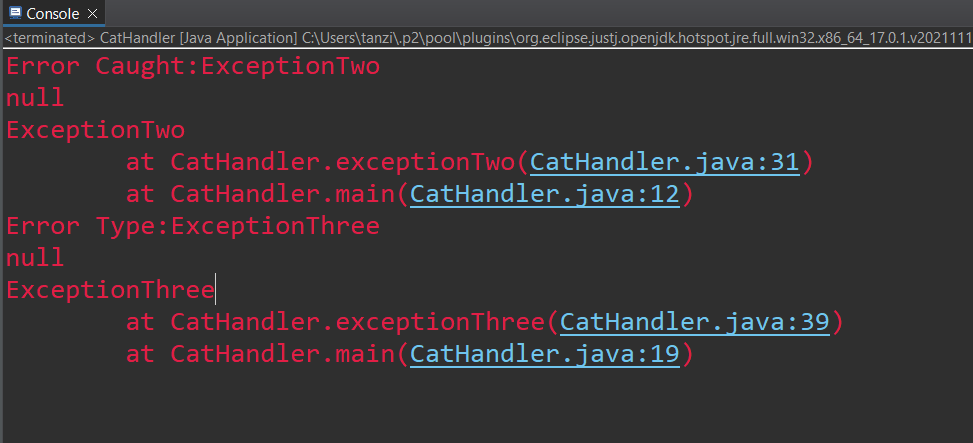 Console
<terminated> CatHandler [Java Application] C:\Users\tanzi\.p2\pool\plugins\org.eclipse.justj.openjdk.hotspot.jre.full.win32.x86_64_17.0.1.v2021111
Error Caught:ExceptionTwo
null
ExceptionTwo
at CatHandler.exceptionTwo(CatHandler.java:31)
at CatHandler.main(CatHandler.java:12)
Error Type:ExceptionThree
null
ExceptionThree
at CatHandler.exceptionThree(CatHandler.java:39)
at CatHandler.main(CatHandler.java:19)